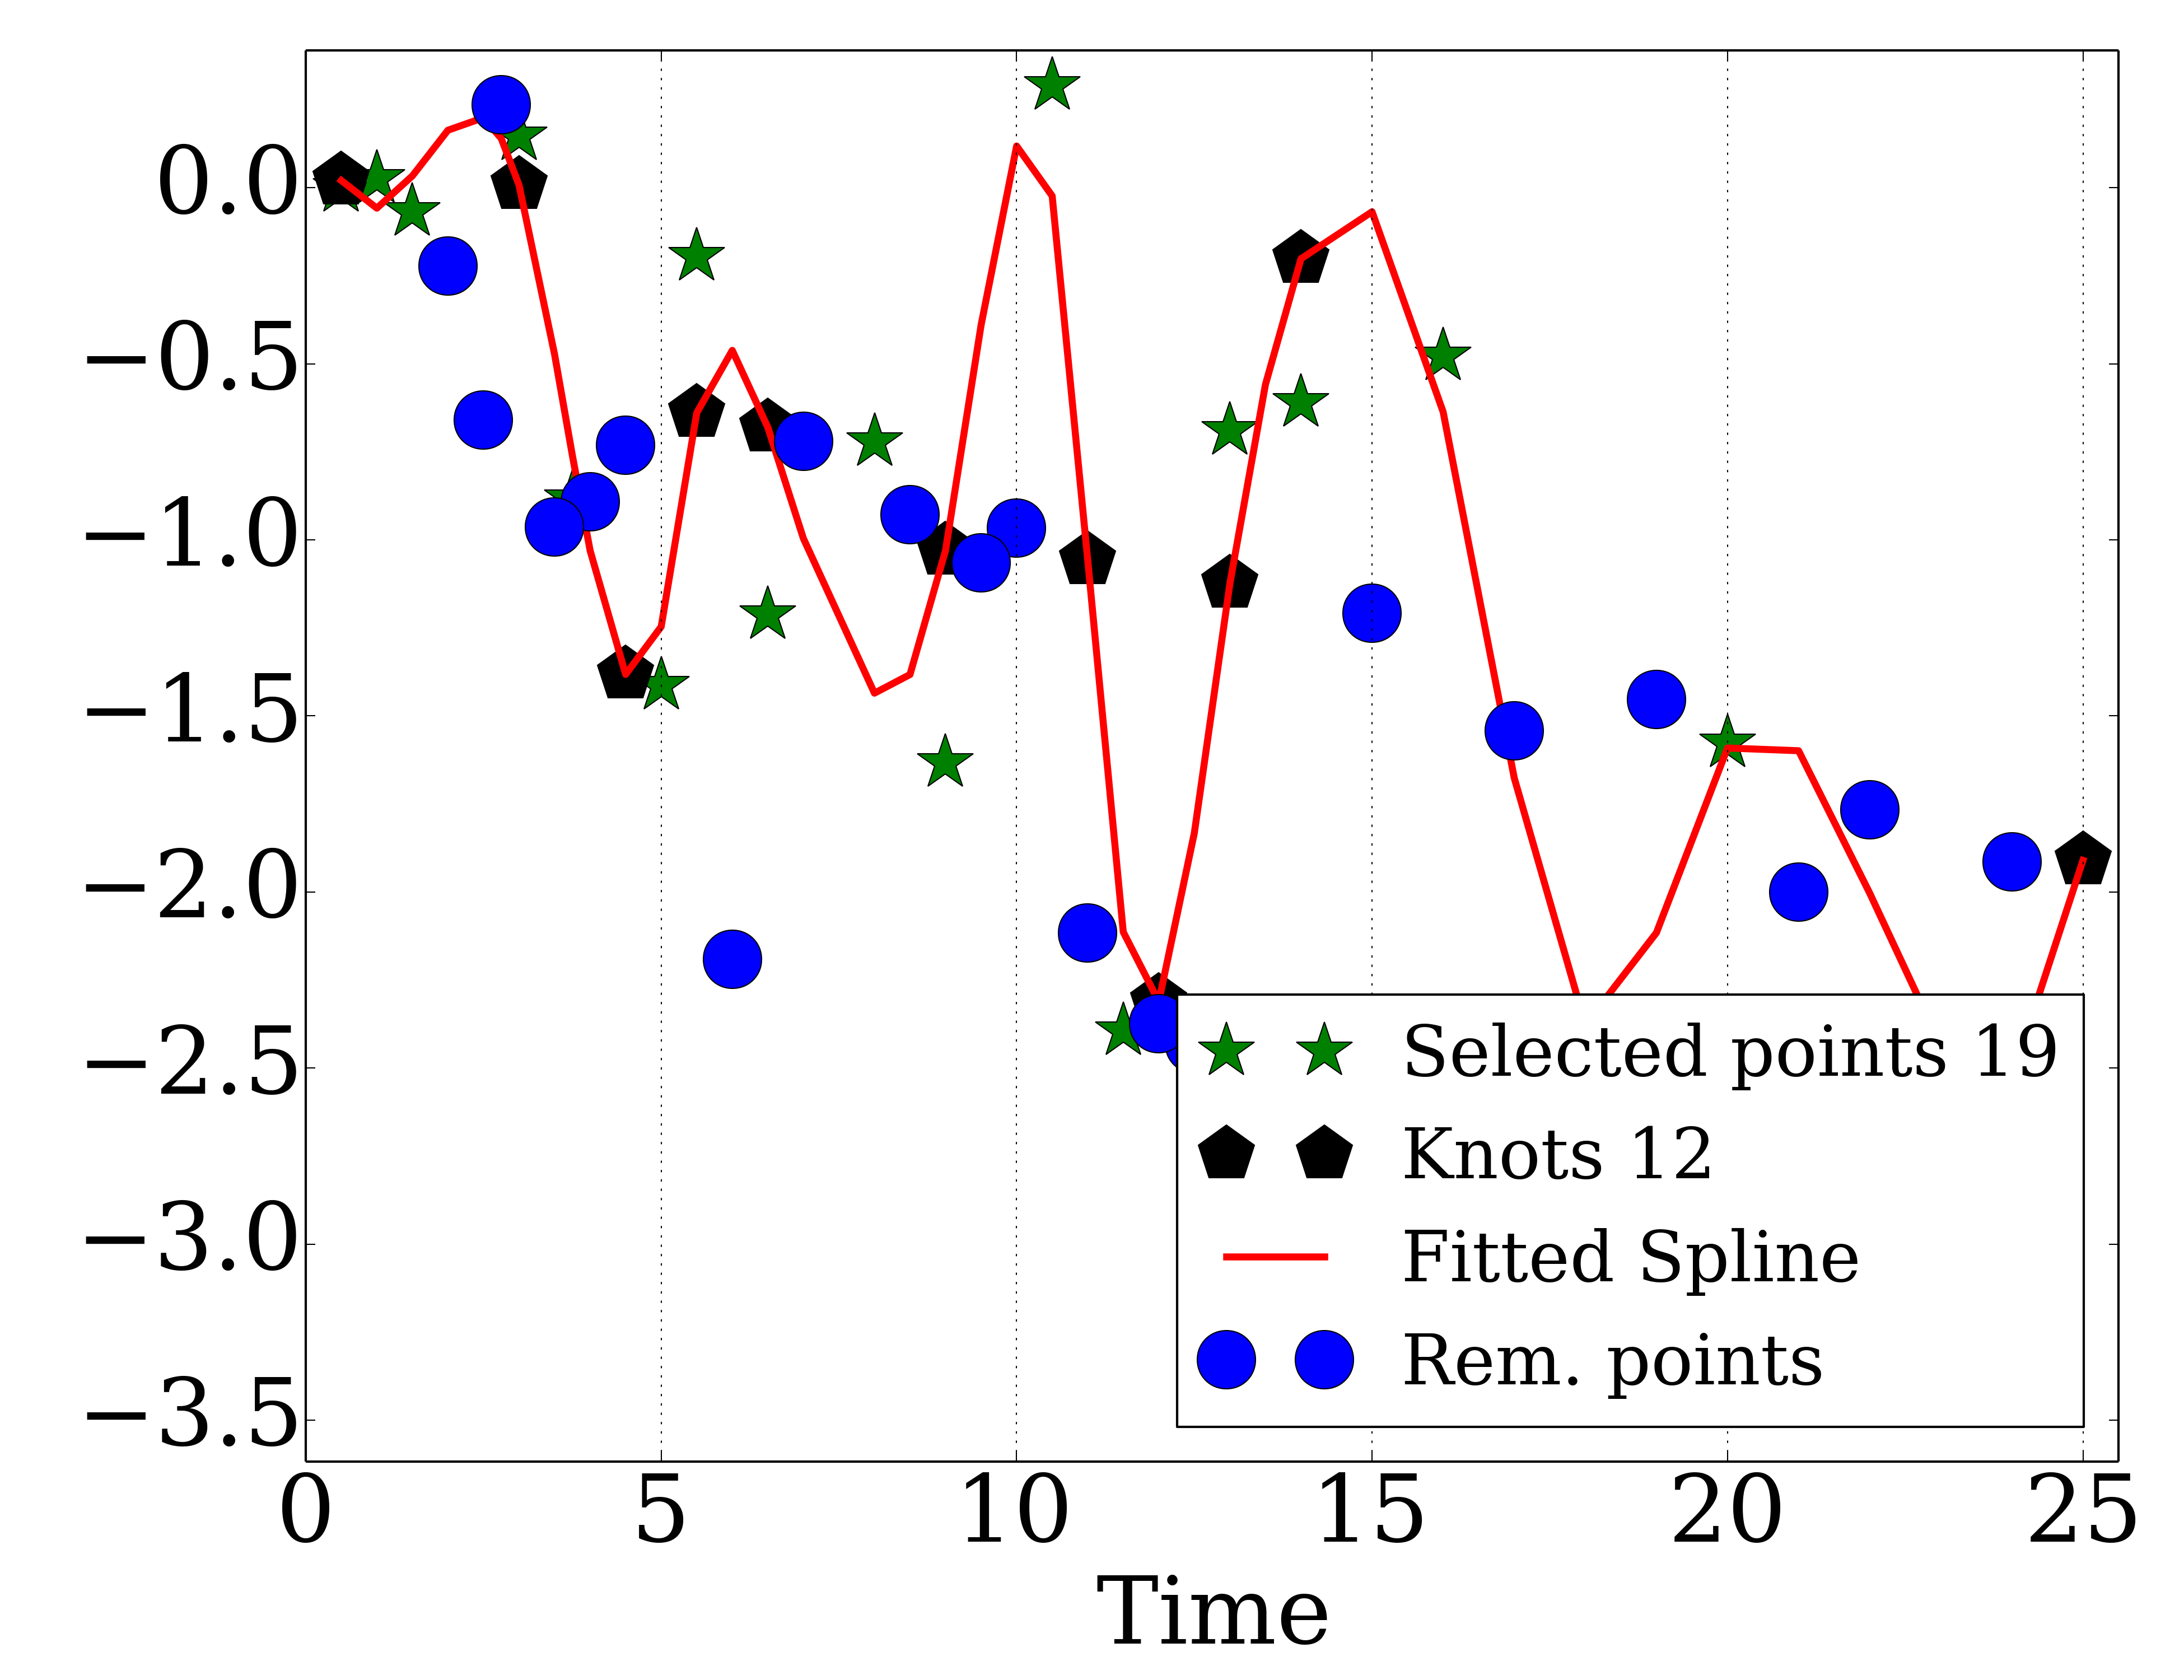 0.0
−0.5
−1.0
−1.5
−2.0
−2.5
−3.0
−3.5
Selected points 19
Knots 12
Fitted Spline
Rem. points
0 5 10 15 20 25
Time